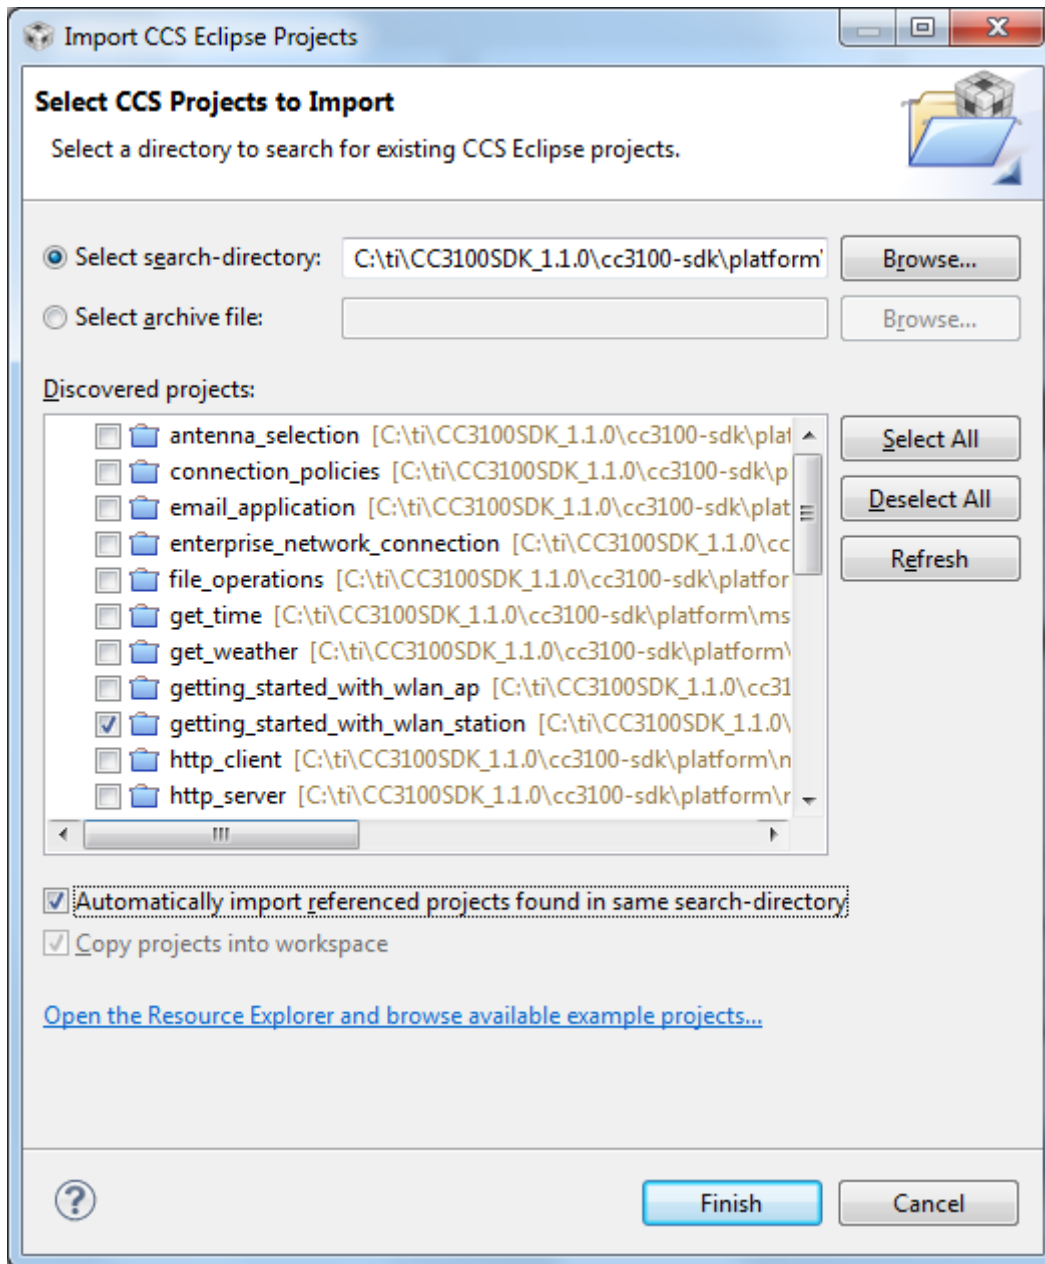 Import CCS Eclipse Projects
Select CCS Projects to Import
Select a directory to search for existing CCS Eclipse projects.
Select search-directory: C:\ti\CC3100SDK_1.1.0\cc3100-sdk\platform\ Browse...
Select archive file: Browse...
Discovered projects:
antenna_selection [C:\ti\CC3100SDK_1.1.0\cc3100-sdk\plat
connection_policies [C:\ti\CC3100SDK_1.1.0\cc3100-sdk\p
email_application [C:\ti\CC3100SDK_1.1.0\cc3100-sdk\plat
enterprise_network_connection [C:\ti\CC3100SDK_1.1.0\cc
file_operations [C:\ti\CC3100SDK_1.1.0\cc3100-sdk\platfor
get_time [C:\ti\CC3100SDK_1.1.0\cc3100-sdk\platform\ms
get_weather [C:\ti\CC3100SDK_1.1.0\cc3100-sdk\platform\
getting_started_with_wlan_ap [C:\ti\CC3100SDK_1.1.0\cc31
getting_started_with_wlan_station [C:\ti\CC3100SDK_1.1.0\
http_client [C:\ti\CC3100SDK_1.1.0\cc3100-sdk\platform\n
http_server [C:\ti\CC3100SDK_1.1.0\cc3100-sdk\platform\r
Select All
Deselect All
Refresh
Automatically import referenced projects found in same search-directory
Copy projects into workspace
Open the Resource Explorer and browse available example projects...
? Finish Cancel